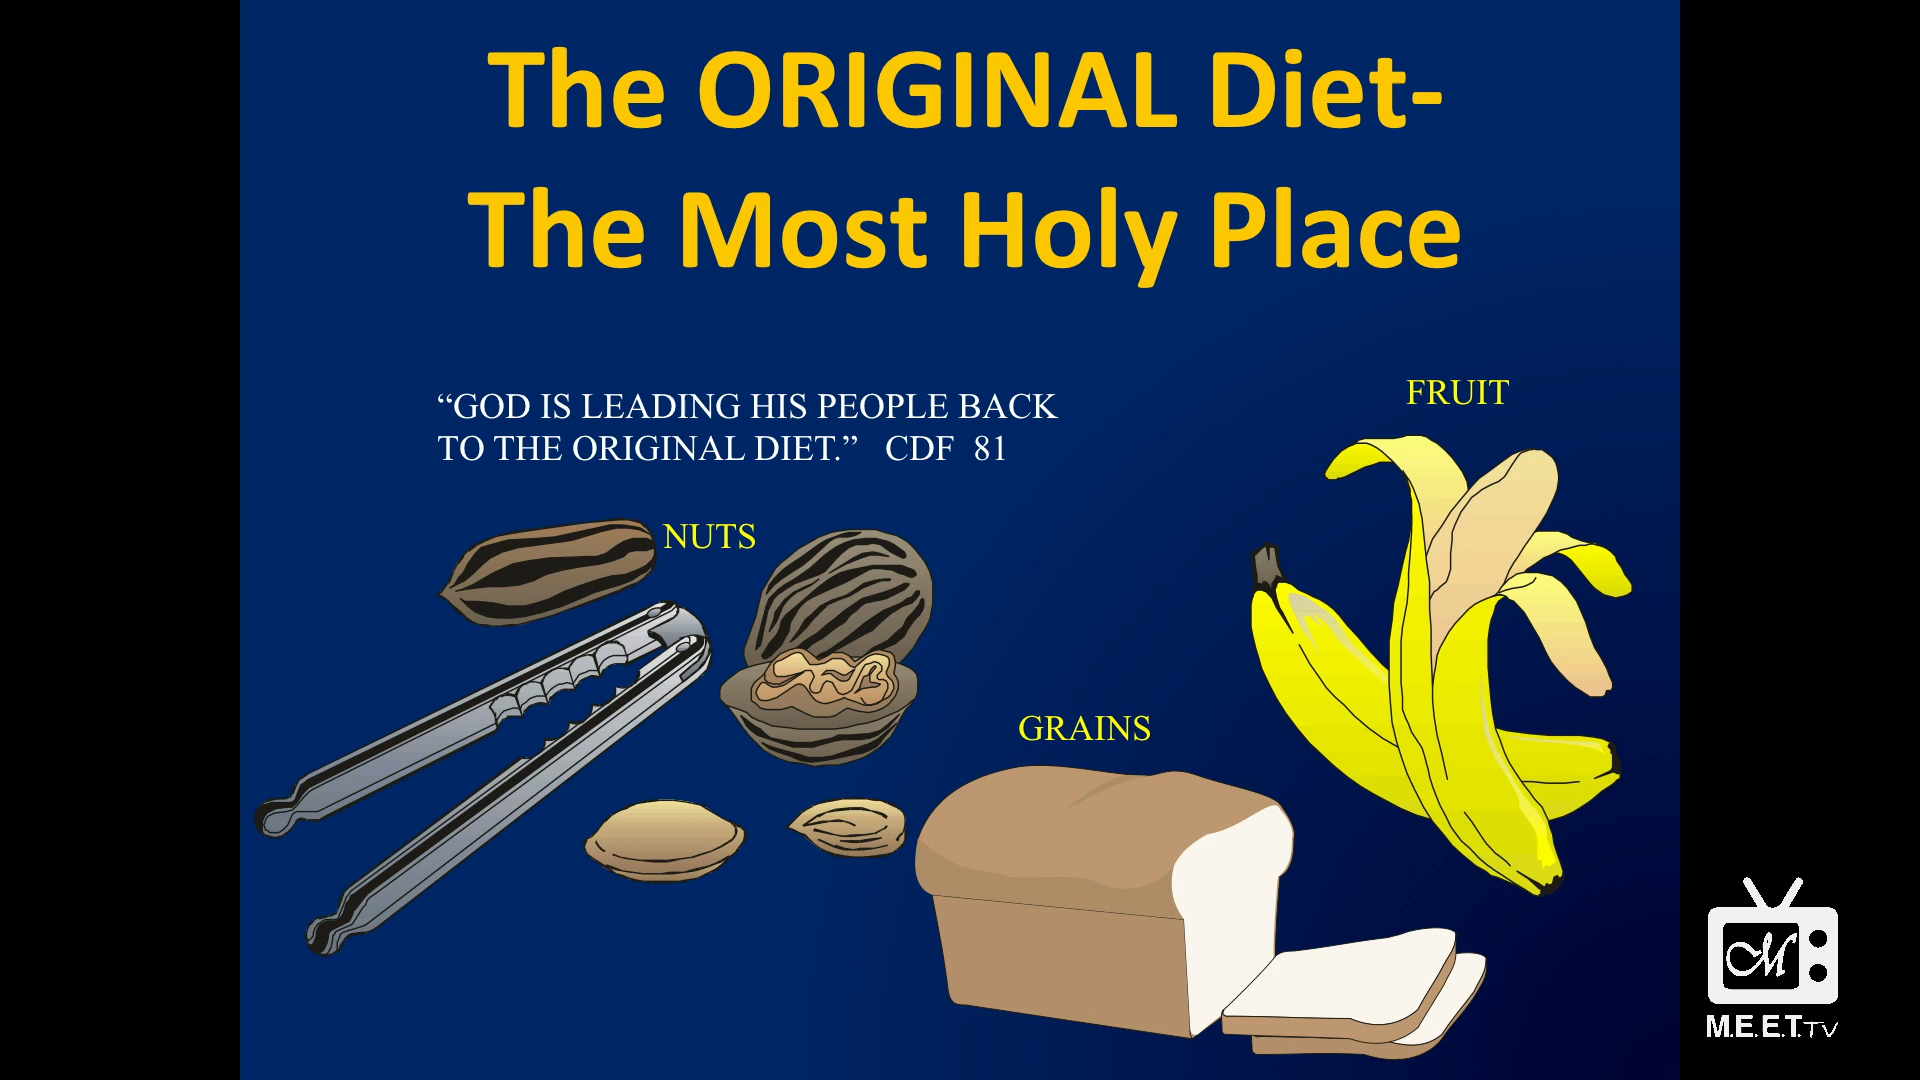 The ORIGINAL Diet-
The Most Holy Place
“GOD IS LEADING HIS PEOPLE BACK
TO THE ORIGINAL DIET.” CDF 81
FRUIT
NUTS
GRAINS
M
M.E.E.T.TV